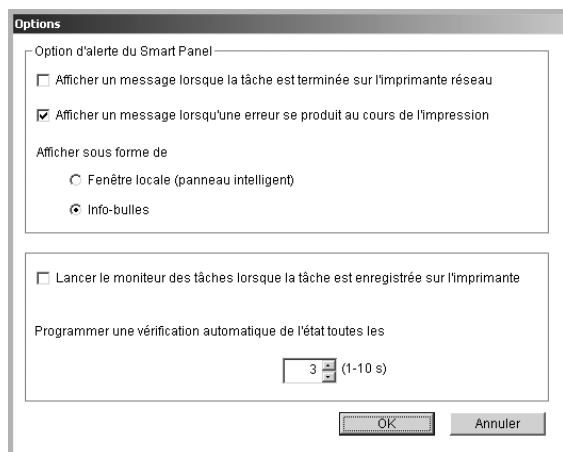 Options
Option d'alerte du Smart Panel
Afficher un message lorsque la tâche est terminée sur l'imprimante réseau
Afficher un message lorsqu'une erreur se produit au cours de l'impression
Afficher sous forme de
Fenêtre locale (panneau intelligent)
Info-bulles
Lancer le moniteur des tâches lorsque la tâche est enregistrée sur l'imprimante
Programmer une vérification automatique de l'état toutes les
3 (1-10 s)
OK Annuler